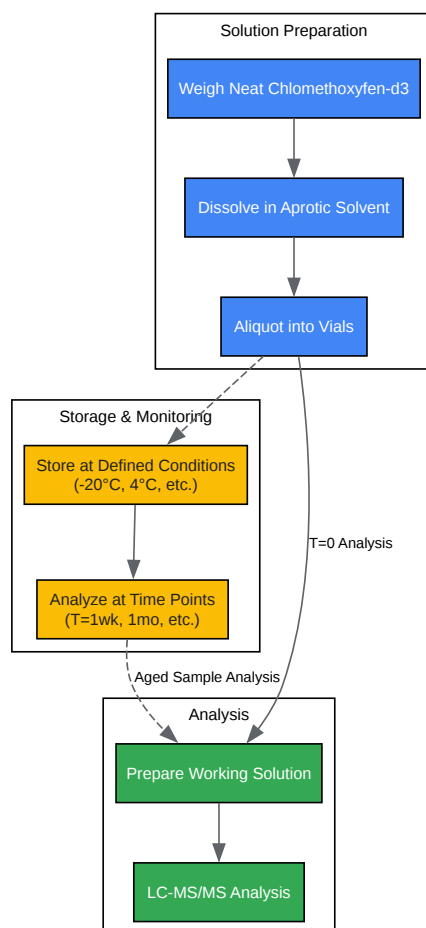 Solution Preparation
Weigh Neat Chlomethoxyfen-d3
Dissolve in Aprotic Solvent
Aliquot into Vials
Storage & Monitoring
Store at Defined Conditions
(-20°C, 4°C, etc.)
T=0 Analysis
Analyze at Time Points
(T=1wk, 1mo, etc.)
Aged Sample Analysis
Analysis
Prepare Working Solution
LC-MS/MS Analysis